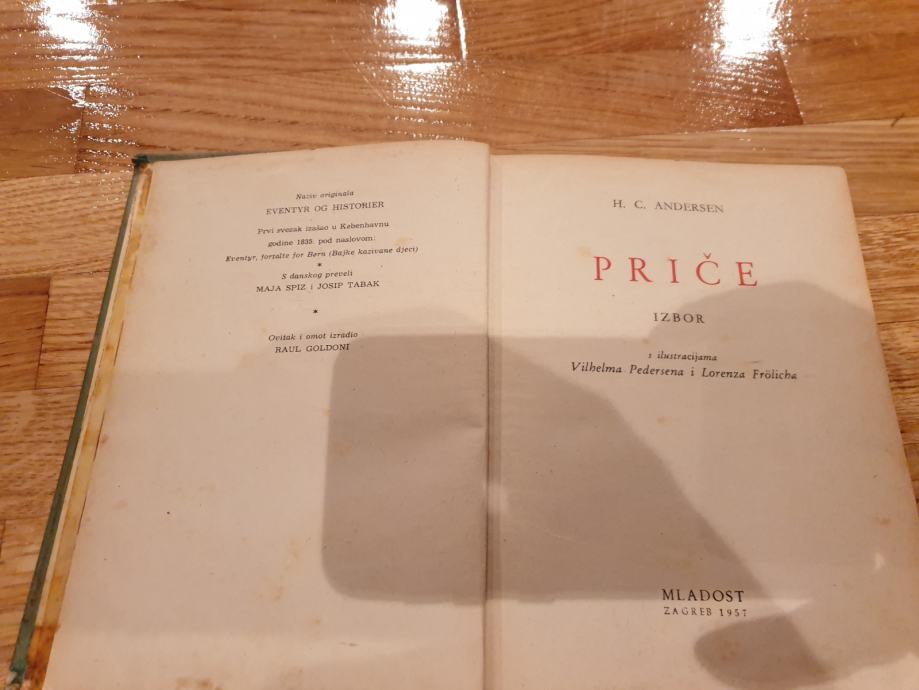 Naziv originala
EVENTYR OG HISTORIER
Prvi svezak izašao u Kebenhavnu
godine 1835. pod naslovom:
Eventyr, fortalte for Børn (Bajke kazivane djeci)
*
S danskog preveli
MAJA SPIZ i JOSIP TABAK
*
Ovitak i omot izradio
RAUL GOLDONI
H. C. ANDERSEN
PRIČE
IZBOR
s ilustracijama
Vilhelma Pedersena i Lorenza Frölicha
MLADOST
ZAGREB 1957